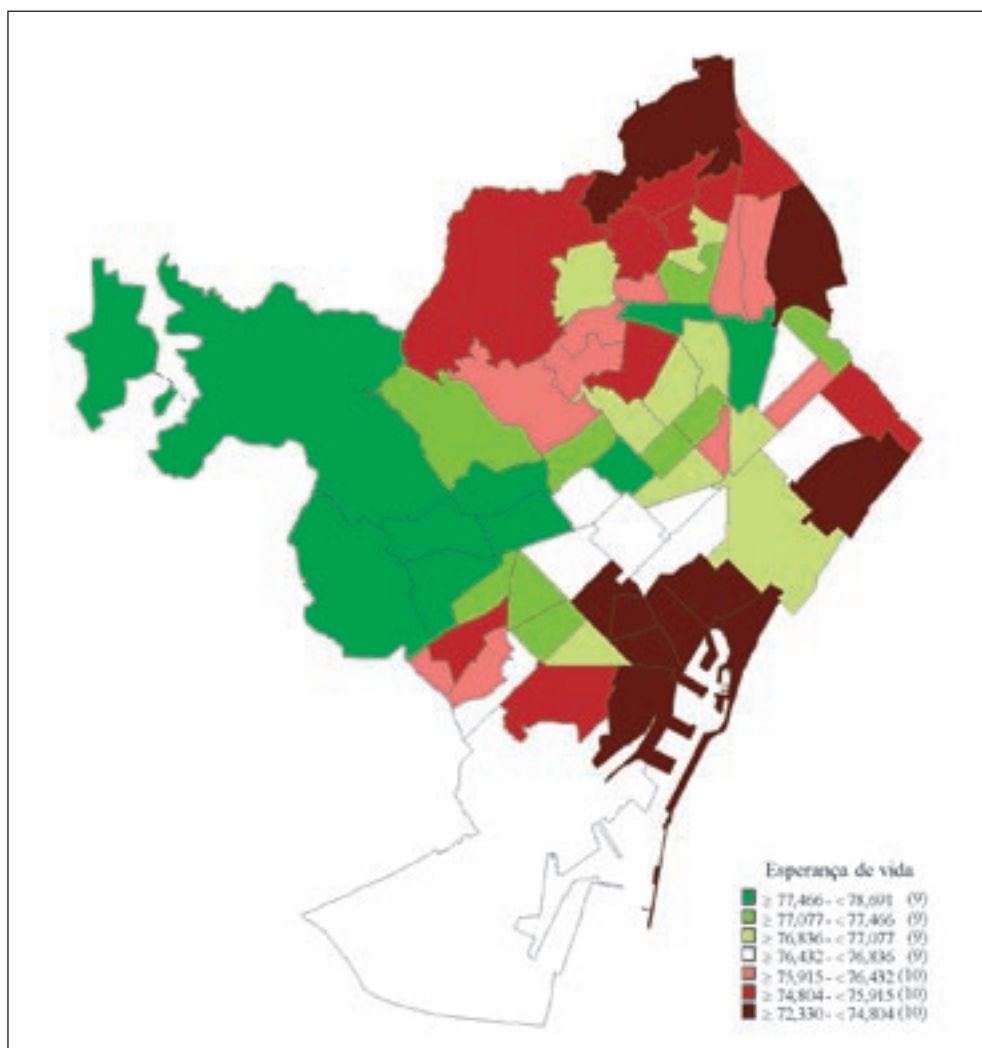 Esperança de vida
≥ 77,466 - < 78,691 (9)
≥ 77,077 - < 77,466 (9)
≥ 76,836 - < 77,077 (9)
≥ 76,432 - < 76,836 (9)
≥ 75,915 - < 76,432 (10)
≥ 74,804 - < 75,915 (10)
≥ 72,330 - < 74,804 (10)